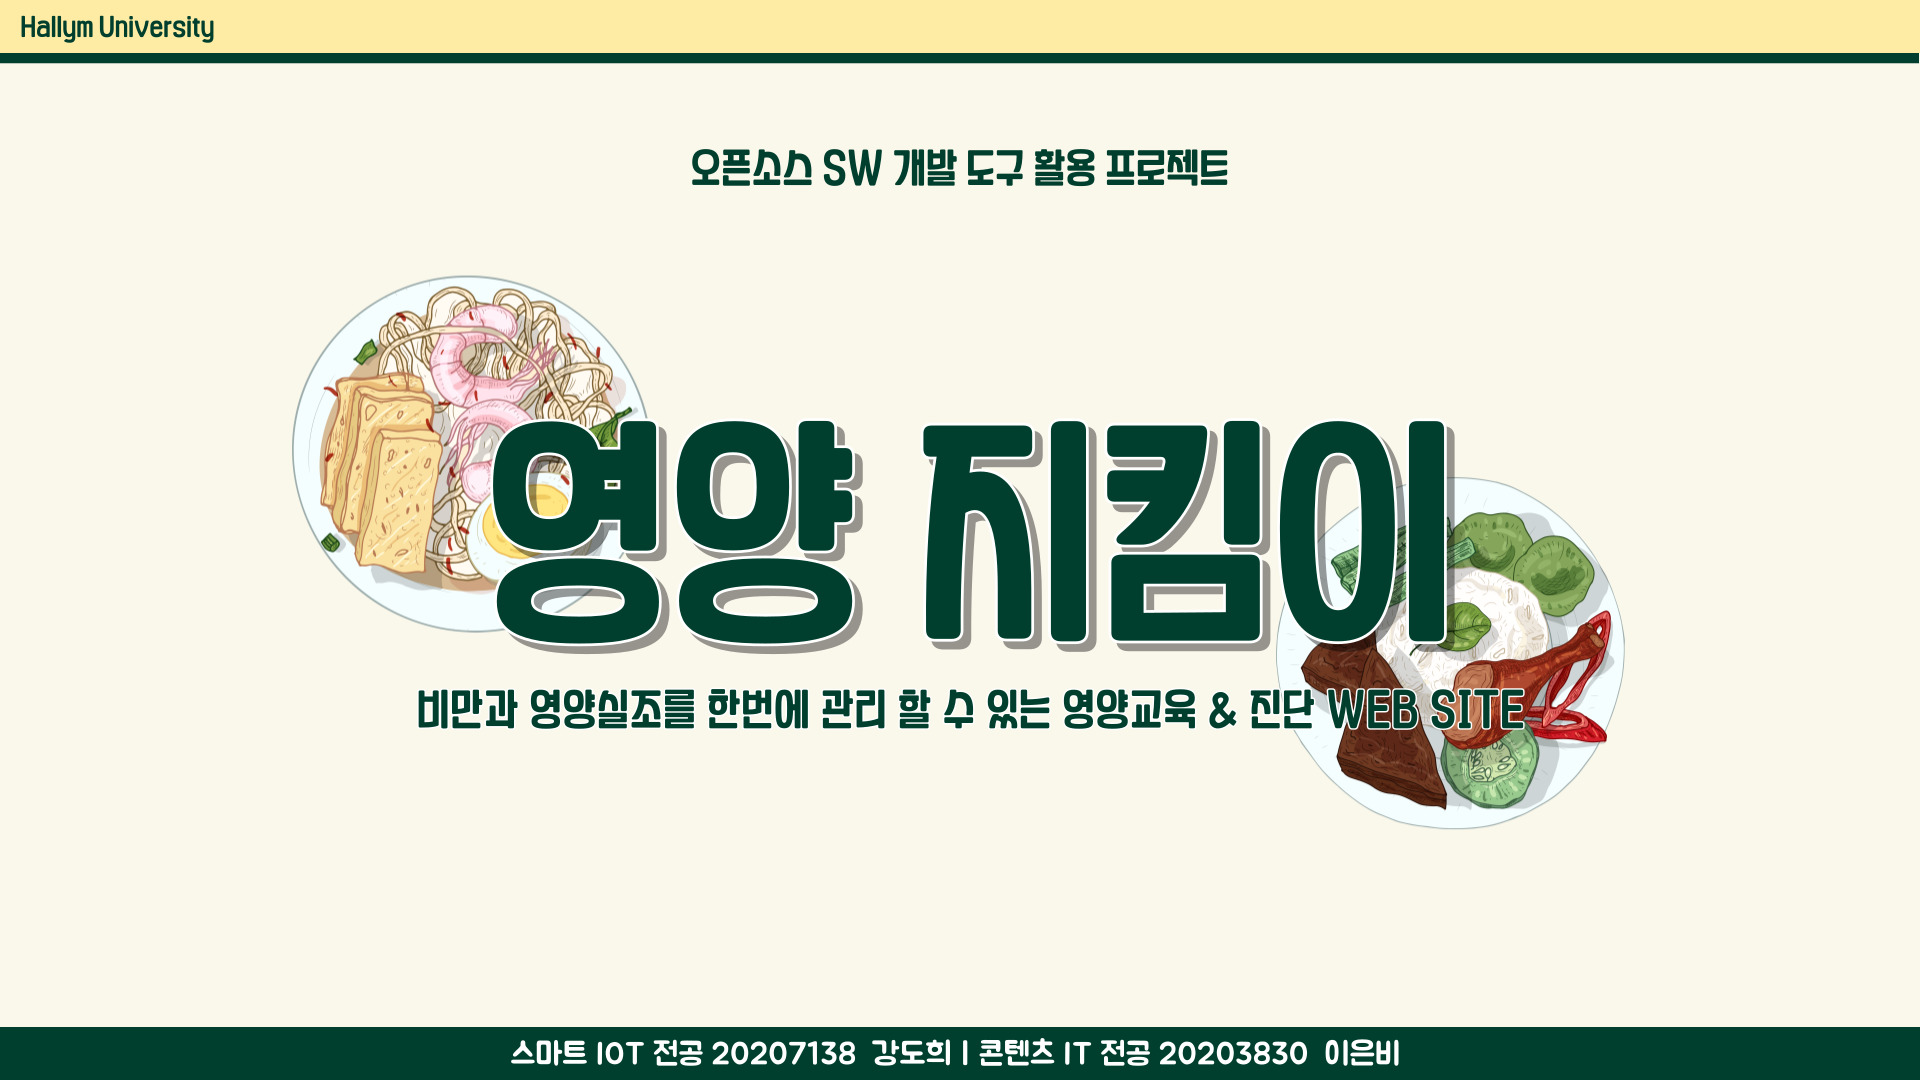 Hallym University
오픈소스 SW 개발 도구 활용 프로젝트
영양 지킴이
비만과 영양실조를 한번에 관리 할 수 있는 영양교육 & 진단 WEB SITE
스마트 IOT 전공 20207138 강도희 | 콘텐츠 IT 전공 20203830 이은비